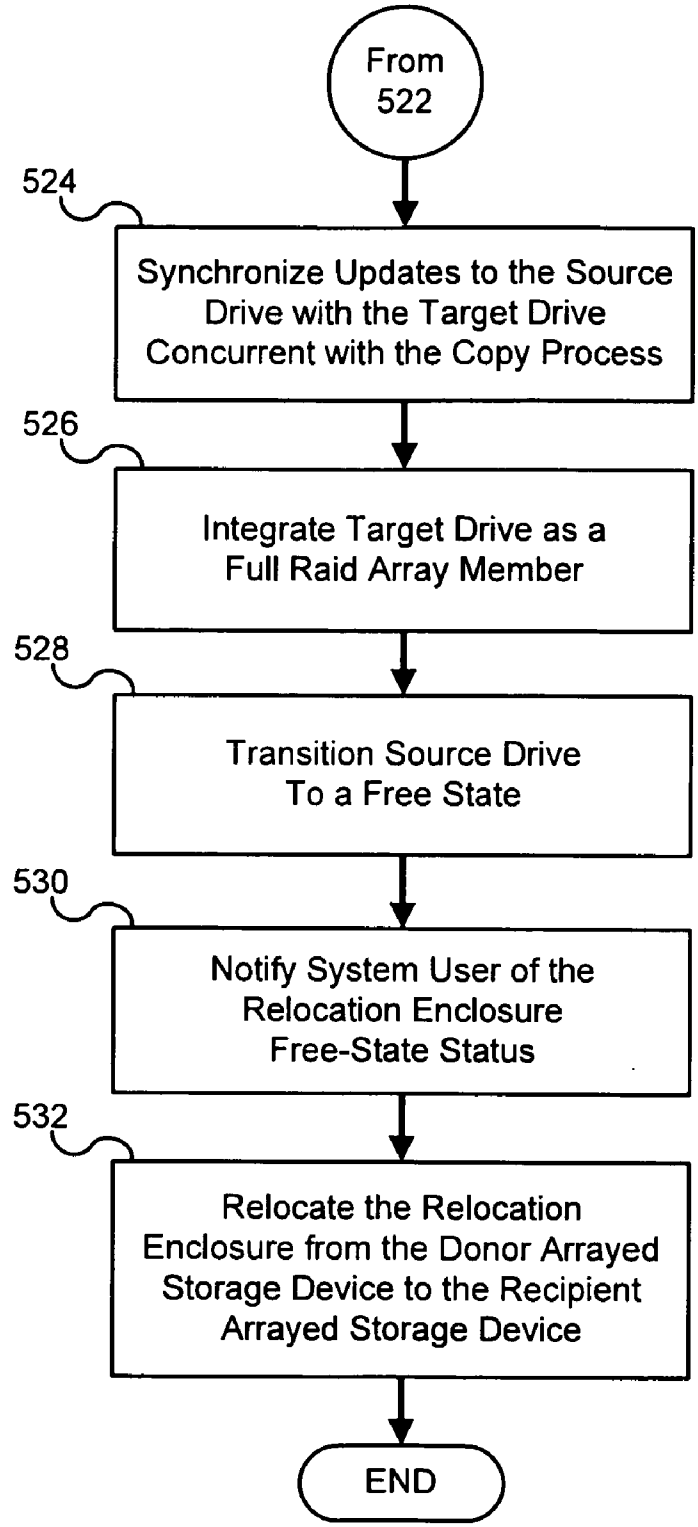 From
522
524
Synchronize Updates to the Source
Drive with the Target Drive
Concurrent with the Copy Process
526
Integrate Target Drive as a
Full Raid Array Member
528
Transition Source Drive
To a Free State
530
Notify System User of the
Relocation Enclosure
Free-State Status
532
Relocate the Relocation
Enclosure from the Donor Arrayed
Storage Device to the Recipient
Arrayed Storage Device
END